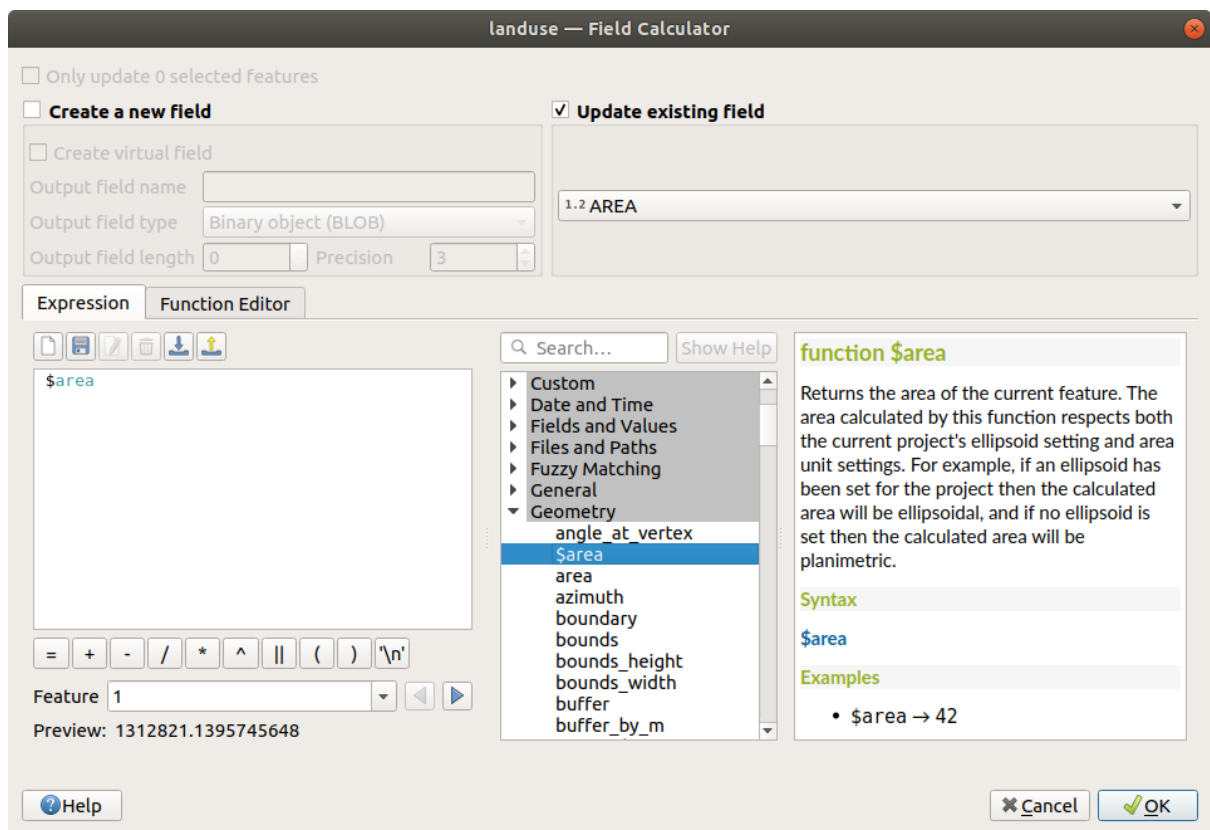 landuse — Field Calculator
Only update 0 selected features
Create a new field
Update existing field
Create virtual field
Output field name
Output field type Binary object (BLOB)
Output field length 0 Precision 3
1.2 AREA
Expression Function Editor
$area
= + - / * ^ || ( ) '\n'
Feature 1
Preview: 1312821.1395745648
Search... Show Help
Custom
Date and Time
Fields and Values
Files and Paths
Fuzzy Matching
General
Geometry
angle_at_vertex
$area
area
azimuth
boundary
bounds
bounds_height
bounds_width
buffer
buffer_by_m
function $area
Returns the area of the current feature. The
area calculated by this function respects both
the current project's ellipsoid setting and area
unit settings. For example, if an ellipsoid has
been set for the project then the calculated
area will be ellipsoidal, and if no ellipsoid is
set then the calculated area will be
planimetric.
Syntax
$area
Examples
• $area → 42
Help
Cancel OK